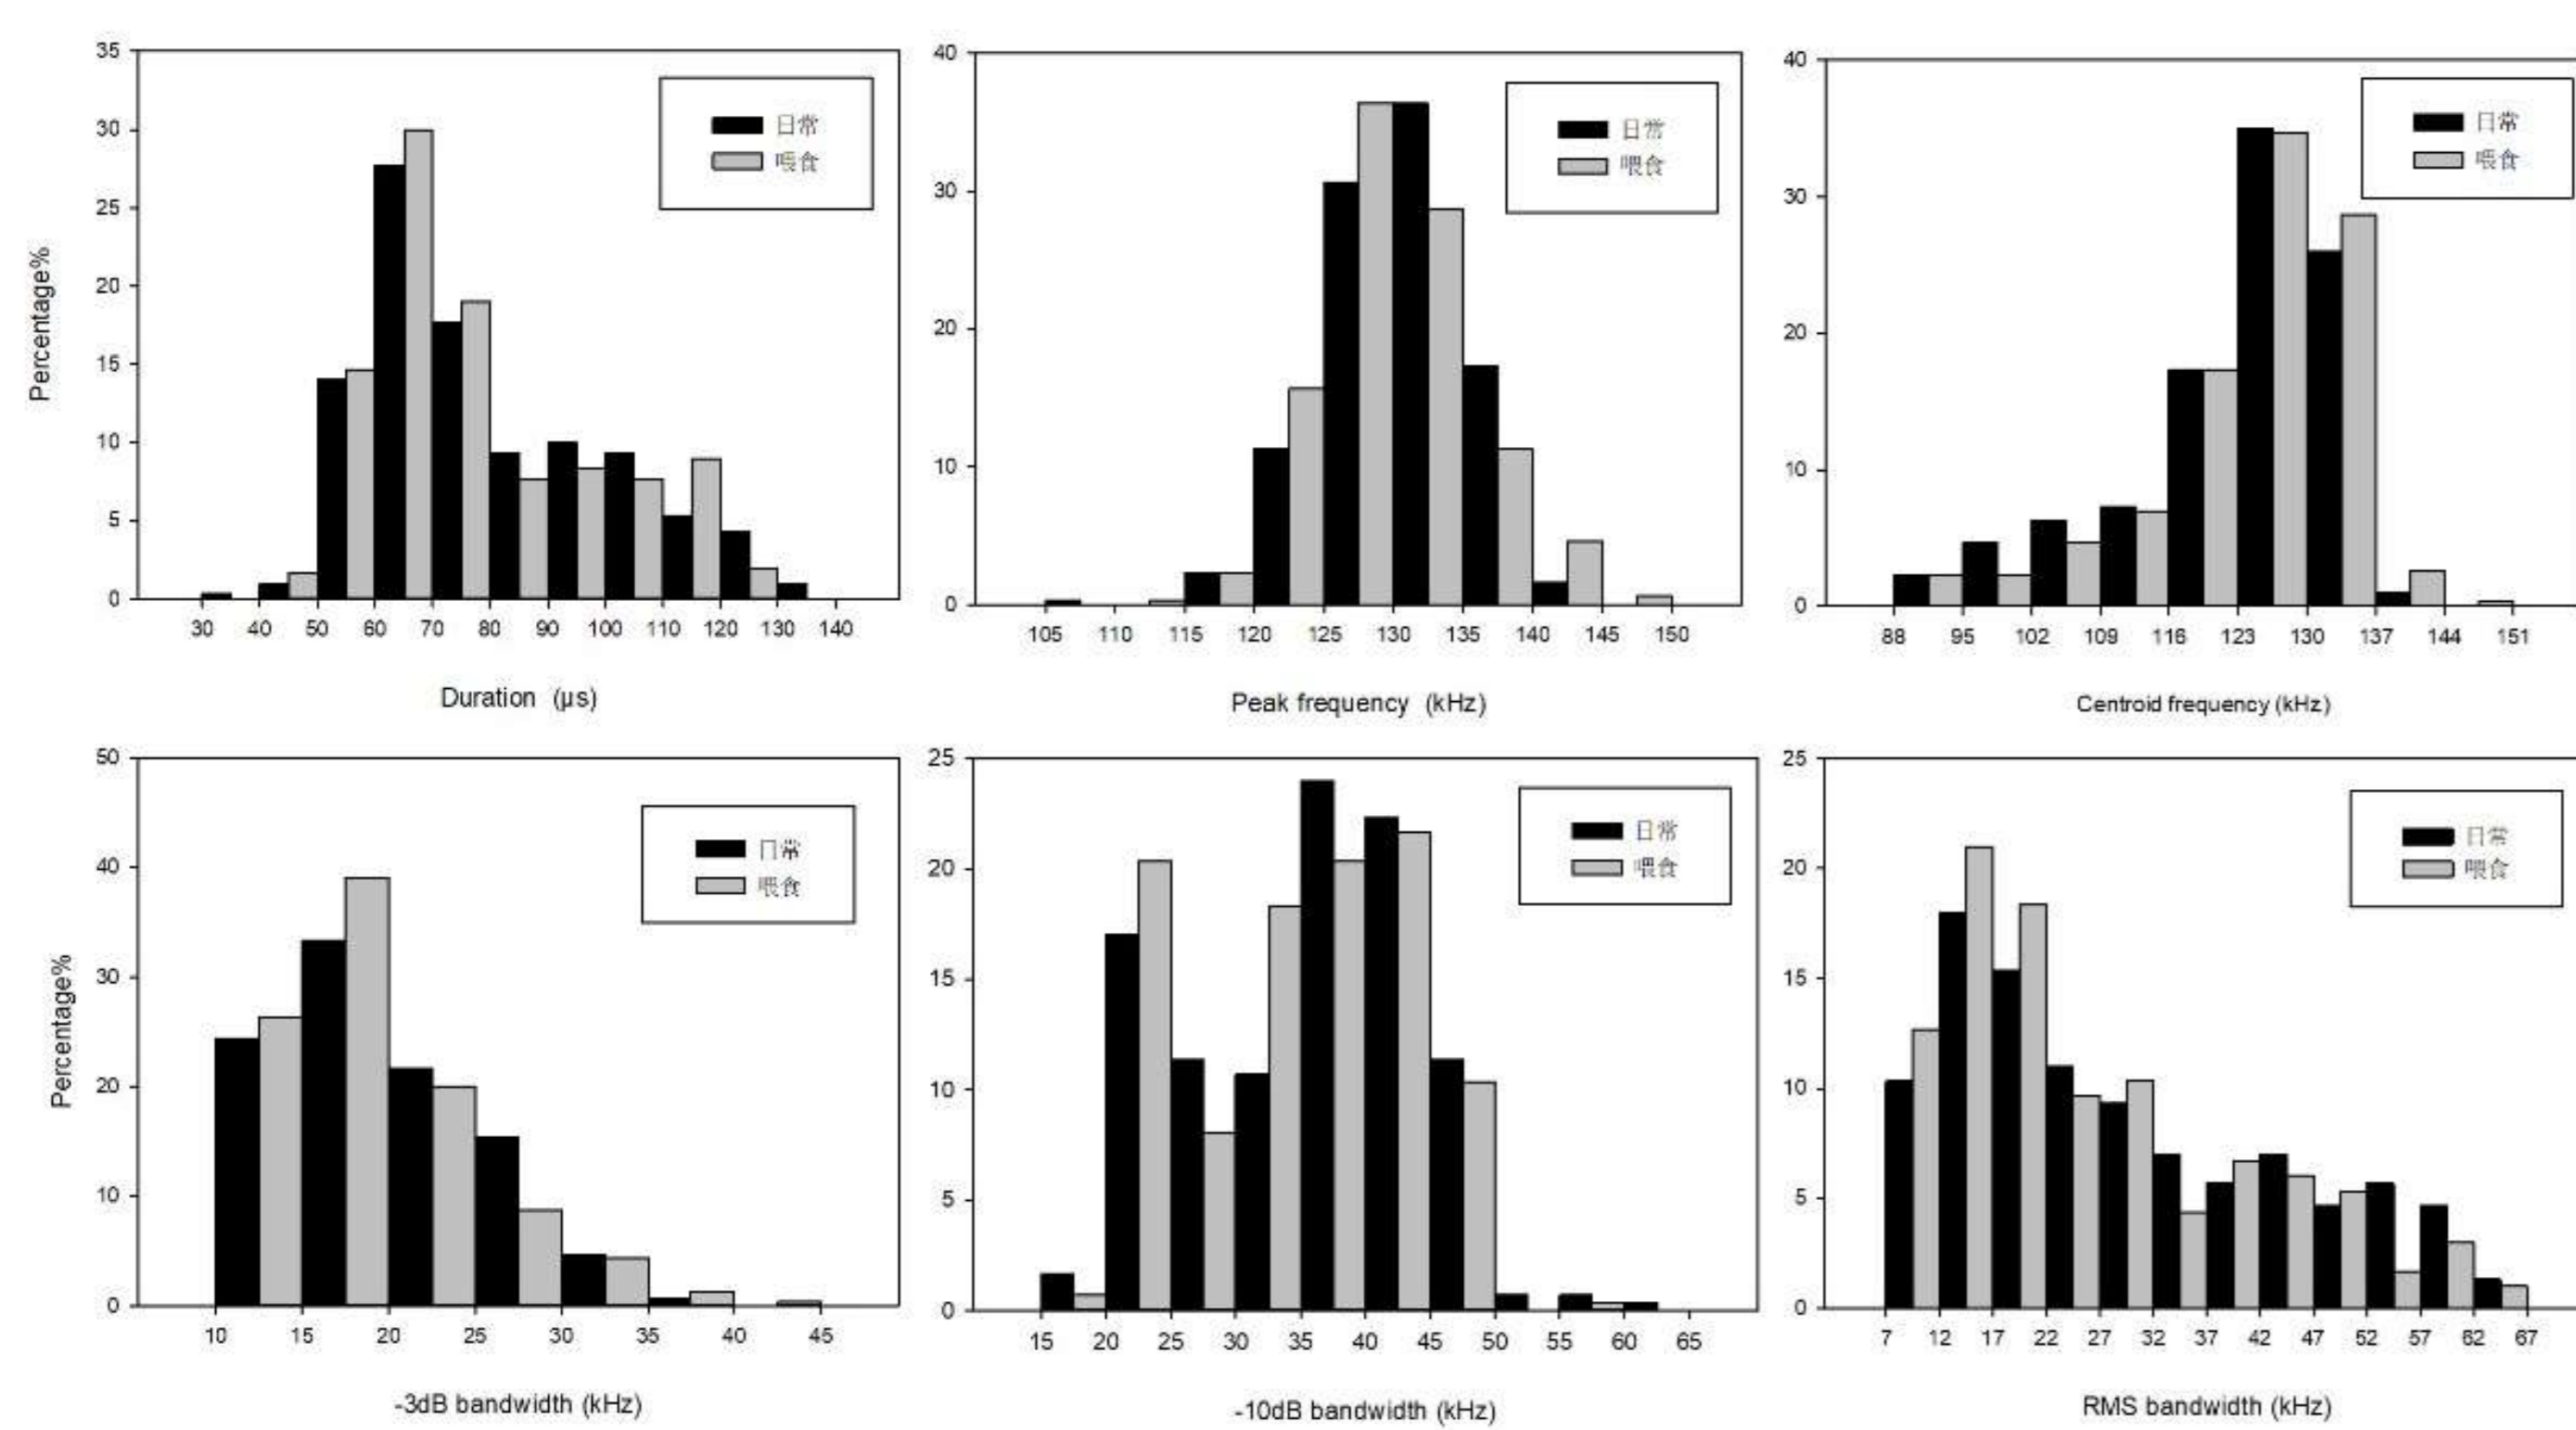 35
30
25
20
15
10
5
0
Percentage%
日常
喂食
30 40 50 60 70 80 90 100 110 120 130 140
Duration (μs)
40
30
20
10
0
日常
喂食
105 110 115 120 125 130 135 140 145 150
Peak frequency (kHz)
40
30
20
10
0
日常
喂食
88 95 102 109 116 123 130 137 144 151
Centroid frequency (kHz)
50
40
30
20
10
0
Percentage%
日常
喂食
10 15 20 25 30 35 40 45
-3dB bandwidth (kHz)
25
20
15
10
5
0
日常
喂食
15 20 25 30 35 40 45 50 55 60 65
-10dB bandwidth (kHz)
25
20
15
10
5
0
日常
喂食
7 12 17 22 27 32 37 42 47 52 57 62 67
RMS bandwidth (kHz)